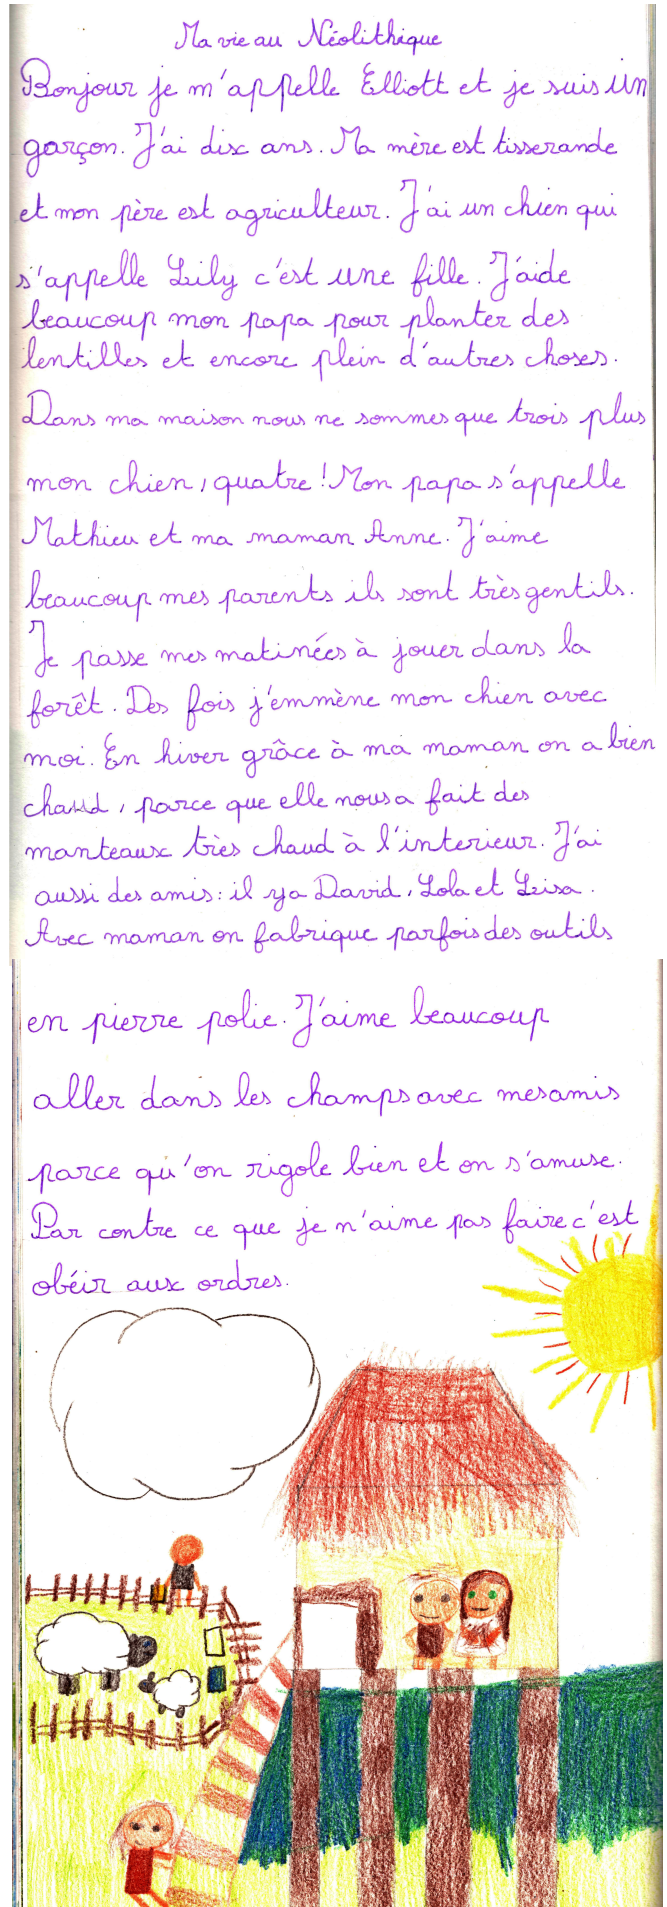 Ma vie au Néolithique
Bonjour je m'appelle Elliott et je suis un
garçon. J'ai dix ans. Ma mère est tisserande
et mon père est agriculteur. J'ai un chien qui
s'appelle Lily c'est une fille. J'aide
beaucoup mon papa pour planter des
lentilles et encore plein d'autres choses.
Dans ma maison nous ne sommes que trois plus
mon chien, quatre ! Mon papa s'appelle
Mathieu et ma maman Anne. J'aime
beaucoup mes parents ils sont très gentils.
Je passe mes matinées à jouer dans la
forêt. Des fois j'emmène mon chien avec
moi. En hiver grâce à ma maman on a bien
chaud, parce que elle nous a fait des
manteaux très chaud à l'interieur. J'ai
aussi des amis : il y a David, Lola et Leisa.
Avec maman on fabrique parfois des outils
en pierre polie. J'aime beaucoup
aller dans les champs avec mes amis
parce qu'on rigole bien et on s'amuse.
Par contre ce que je n'aime pas faire c'est
obéir aux ordres.